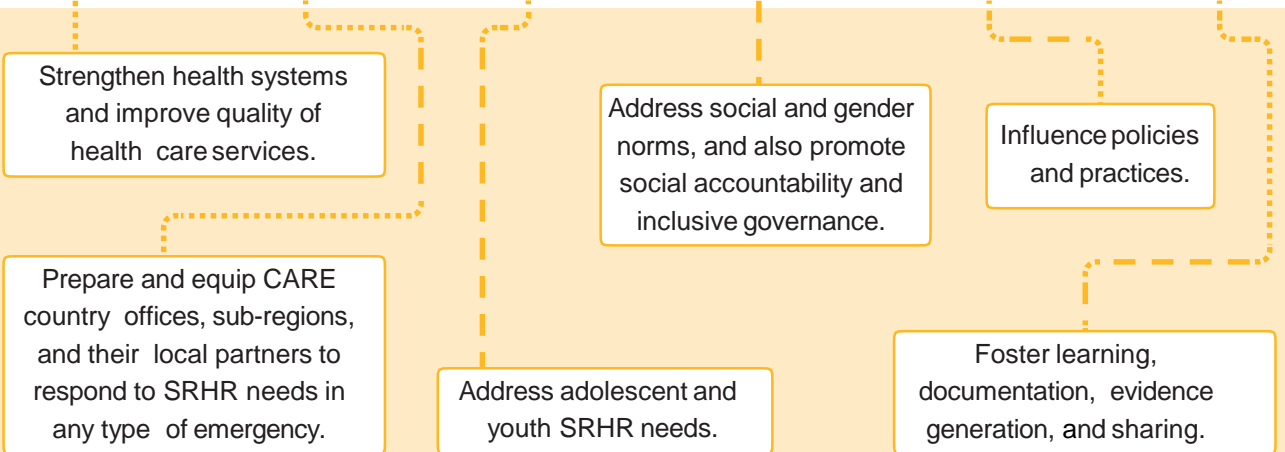 Strengthen health systems
and improve quality of
health care services.
Prepare and equip CARE
country offices, sub-regions,
and their local partners to
respond to SRHR needs in
any type of emergency.
Address adolescent and
youth SRHR needs.
Address social and gender
norms, and also promote
social accountability and
inclusive governance.
Influence policies
and practices.
Foster learning,
documentation, evidence
generation, and sharing.